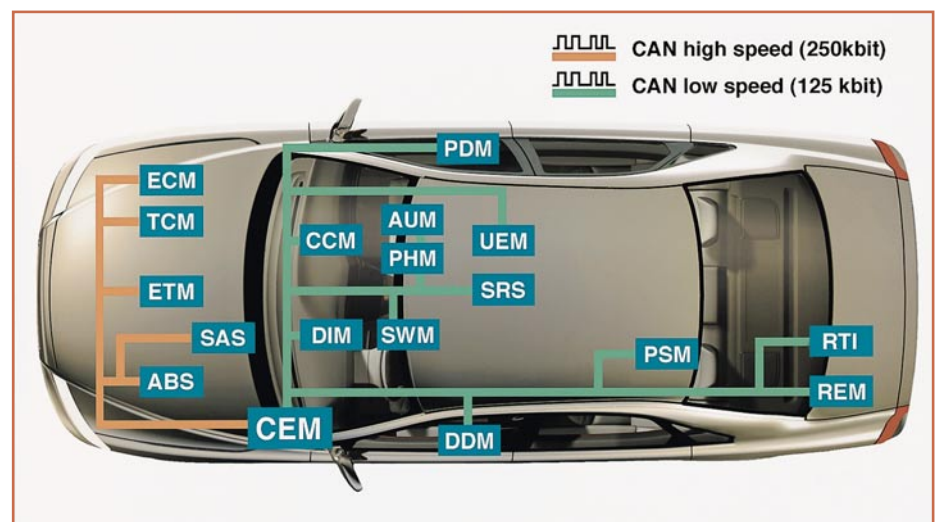 CAN high speed (250kbit)
CAN low speed (125 kbit)
PDM
ECM
TCM
AUM
CCM
UEM
PHM
ETM
SRS
SAS
DIM
SWM
PSM
RTI
ABS
REM
CEM
DDM